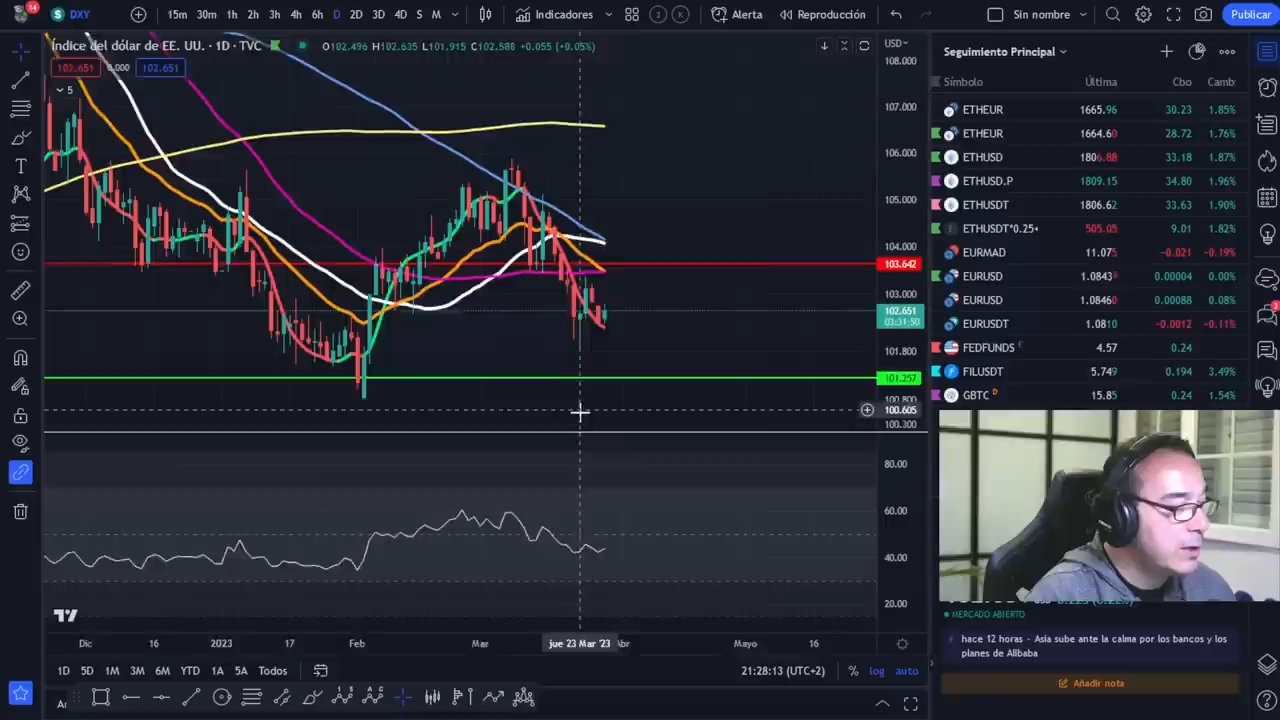 14
S DXY
15m 30m 1h 2h 3h 4h 6h D 2D 3D 4D S M
Indicadores
Alerta
Reproducción
Sin nombre
Publicar
Índice del dólar de EE. UU. · 1D · TVC
O102.496 H102.635 L101.915 C102.588 +0.055 (+0.05%)
0.000 102.651
5
USD
108.000
107.000
106.000
105.000
104.000
103.642
103.000
102.651
03:31:50
101.800
101.257
100.800
100.605
100.300
80.00
60.00
40.00
20.00
Dic 16 2023 17 Feb Mar jue 23 Mar '23 Abr Mayo 16
1D 5D 1M 3M 6M YTD 1A 5A Todos
21:28:13 (UTC+2) % log auto
Seguimiento Principal
Símbolo Última Cbo Camb
ETHEUR 1665.96 30.23 1.85%
ETHEUR 1664.60 28.72 1.76%
ETHUSD 1806.88 33.18 1.87%
ETHUSD.P 1809.15 34.80 1.96%
ETHUSDT 1806.62 33.63 1.90%
ETHUSDT*0.25+ 505.05 9.01 1.82%
EURMAD 11.075 -0.021 -0.19%
EURUSD 1.0843 0.00004 0.00%
EURUSD 1.08460 0.00088 0.08%
EURUSDT 1.0810 -0.0012 -0.11%
FEDFUNDS E 4.57 0.24
FILUSDT 5.749 0.194 3.49%
GBTC D 15.85 0.24 1.54%
MERCADO ABIERTO
hace 12 horas - Asia sube ante la calma por los bancos y los
planes de Alibaba
Añadir nota